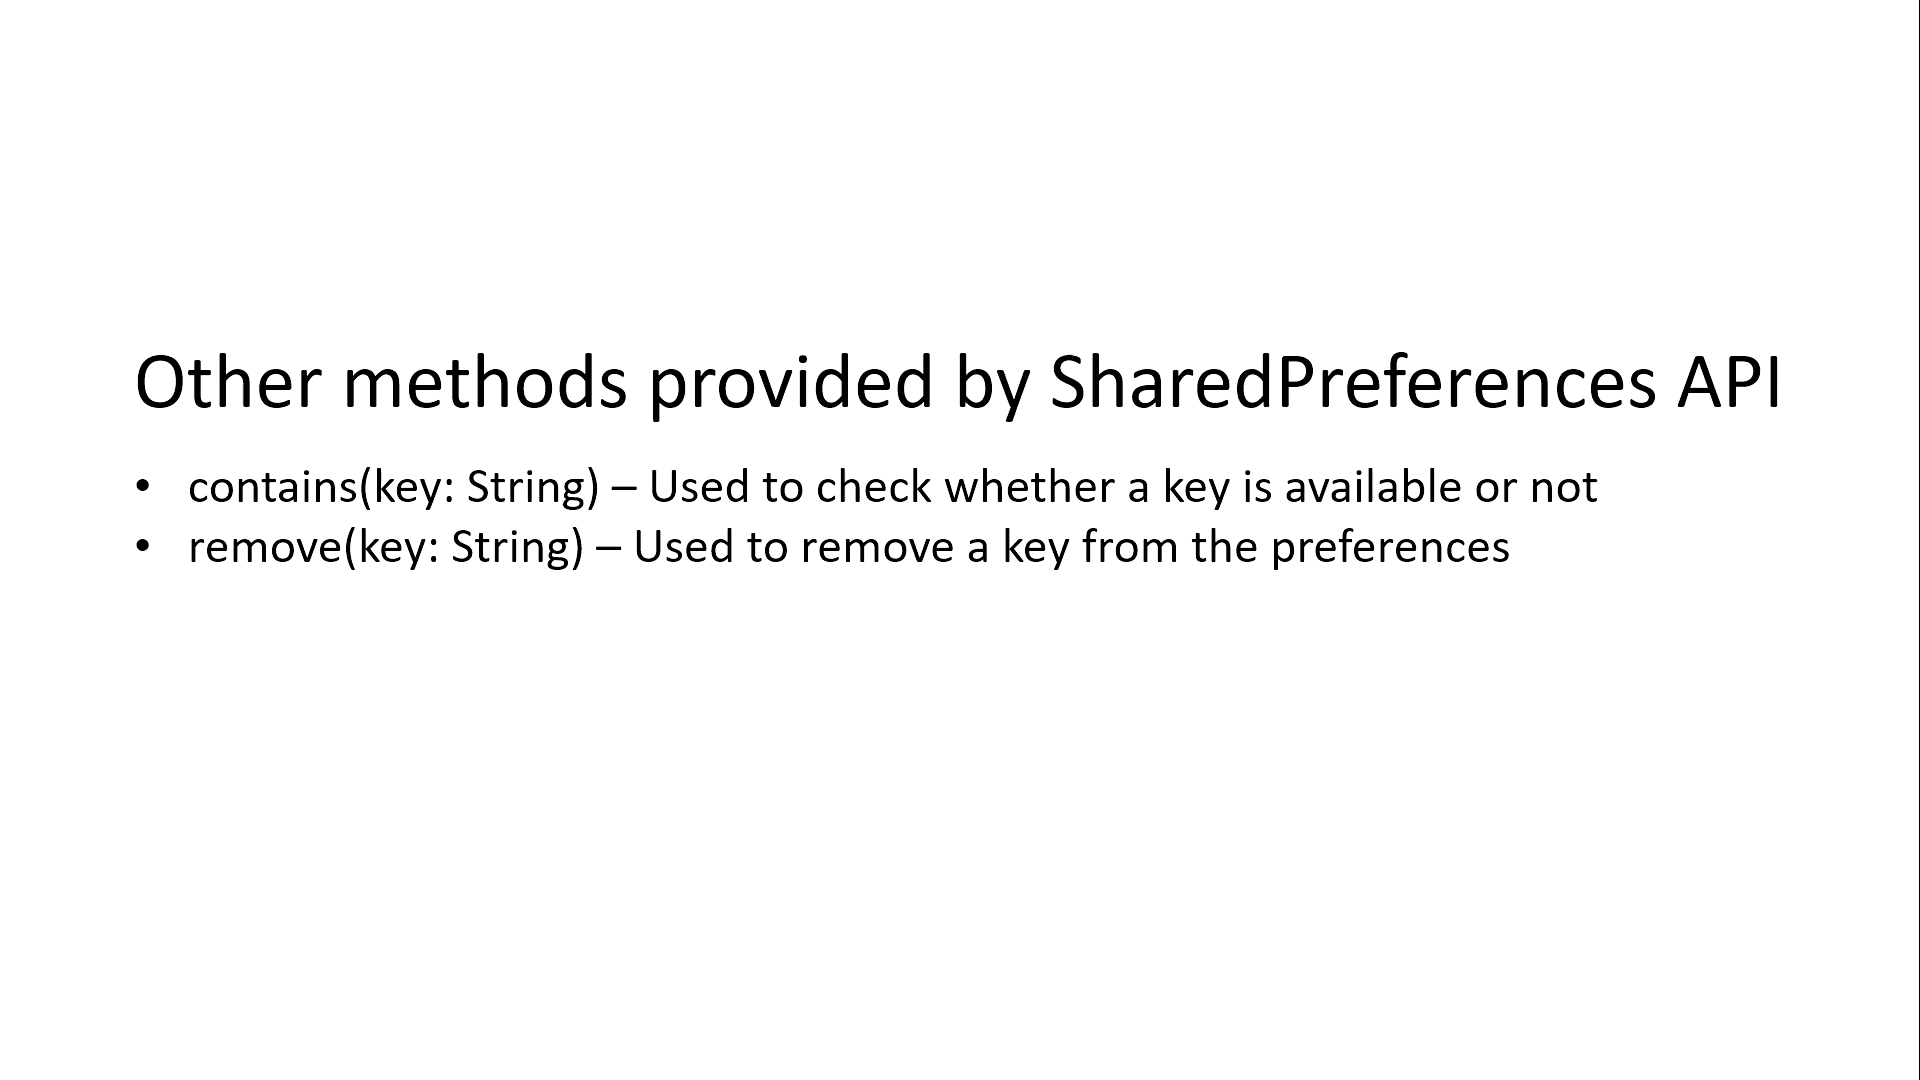 Other methods provided by SharedPreferences API
• contains(key: String) – Used to check whether a key is available or not
• remove(key: String) – Used to remove a key from the preferences